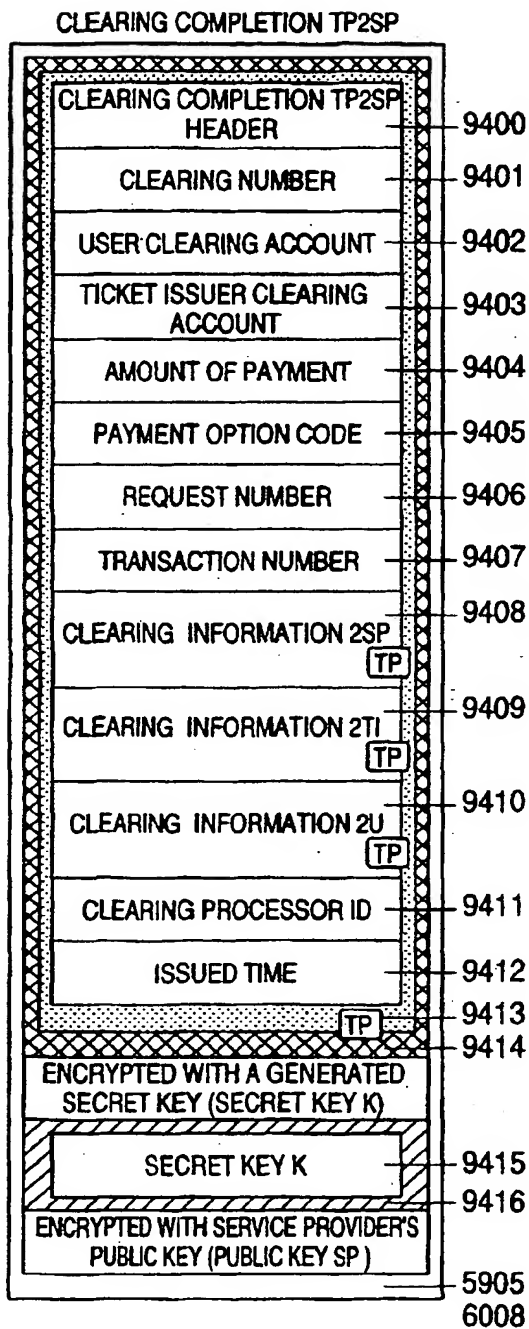 CLEARING COMPLETION TP2SP
CLEARING COMPLETION TP2SP
HEADER
9400
CLEARING NUMBER
9401
USER CLEARING ACCOUNT
9402
TICKET ISSUER CLEARING
ACCOUNT
9403
AMOUNT OF PAYMENT
9404
PAYMENT OPTION CODE
9405
REQUEST NUMBER
9406
TRANSACTION NUMBER
9407
CLEARING INFORMATION 2SP
TP
9408
CLEARING INFORMATION 2TI
TP
9409
CLEARING INFORMATION 2U
TP
9410
CLEARING PROCESSOR ID
9411
ISSUED TIME
9412
TP
9413
9414
ENCRYPTED WITH A GENERATED
SECRET KEY (SECRET KEY K)
SECRET KEY K
9415
9416
ENCRYPTED WITH SERVICE PROVIDER'S
PUBLIC KEY (PUBLIC KEY SP )
5905
6008